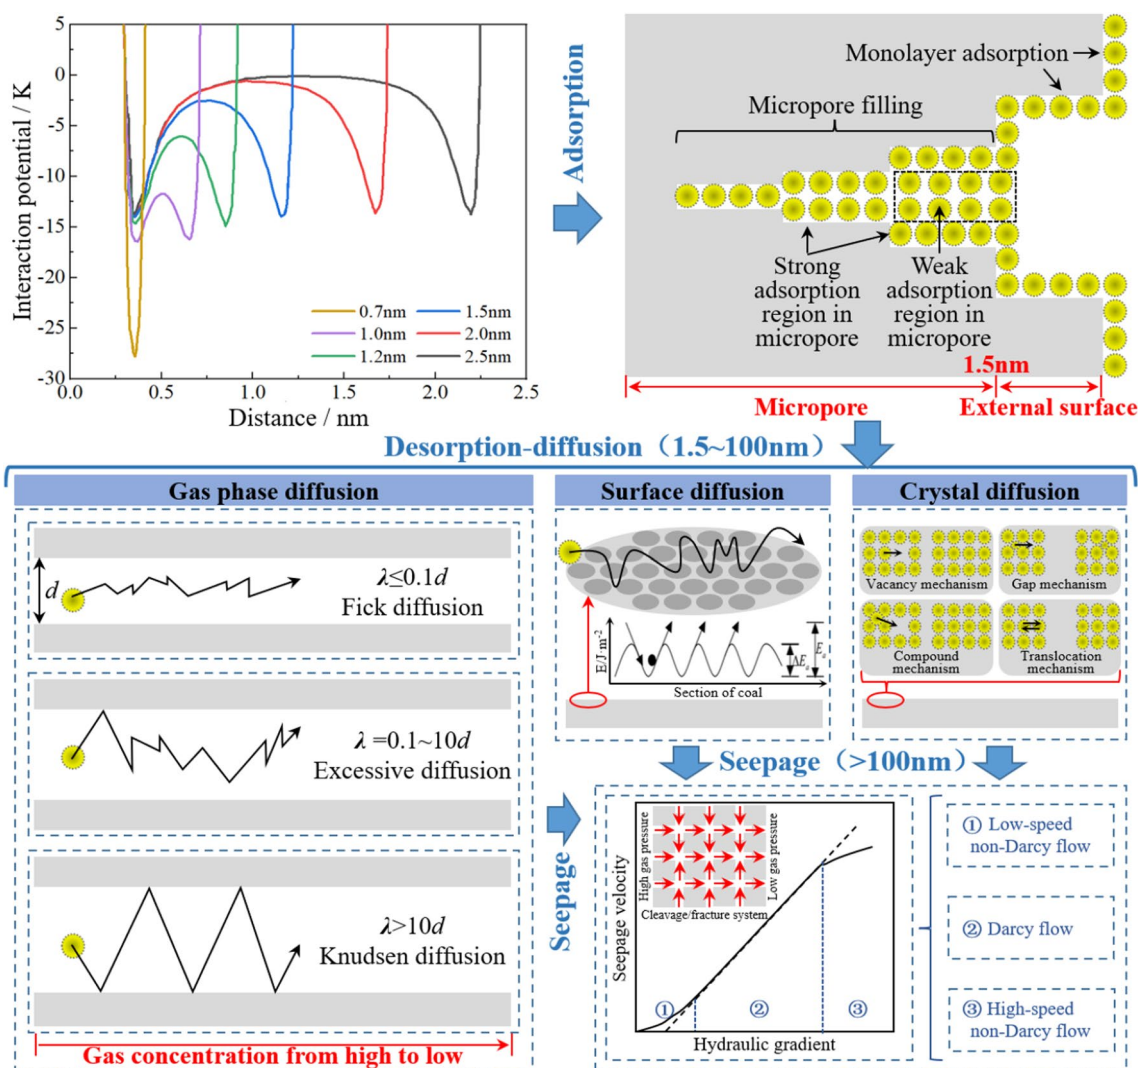 5
0
-5
-10
-15
-20
-25
-30
0.0
0.5
1.0
1.5
2.0
2.5
Interaction potential / K
Distance / nm
0.7nm
1.0nm
1.2nm
1.5nm
2.0nm
2.5nm
Adsorption
Monolayer adsorption
Micropore filling
Strong
adsorption
region in
micropore
Weak
adsorption
region in
micropore
1.5nm
Micropore
External surface
Desorption-diffusion（1.5~100nm）
Gas phase diffusion
d
λ≤0.1d
Fick diffusion
λ =0.1~10d
Excessive diffusion
λ>10d
Knudsen diffusion
Gas concentration from high to low
Surface diffusion
E/J·m-2
ΔEa
Ea
Section of coal
Crystal diffusion
Vacancy mechanism
Gap mechanism
Compound
mechanism
Translocation
mechanism
Seepage（>100nm）
Seepage
Seepage velocity
High gas pressure
Low gas pressure
Cleavage/fracture system
①
②
③
Hydraulic gradient
① Low-speed
non-Darcy flow
② Darcy flow
③ High-speed
non-Darcy flow